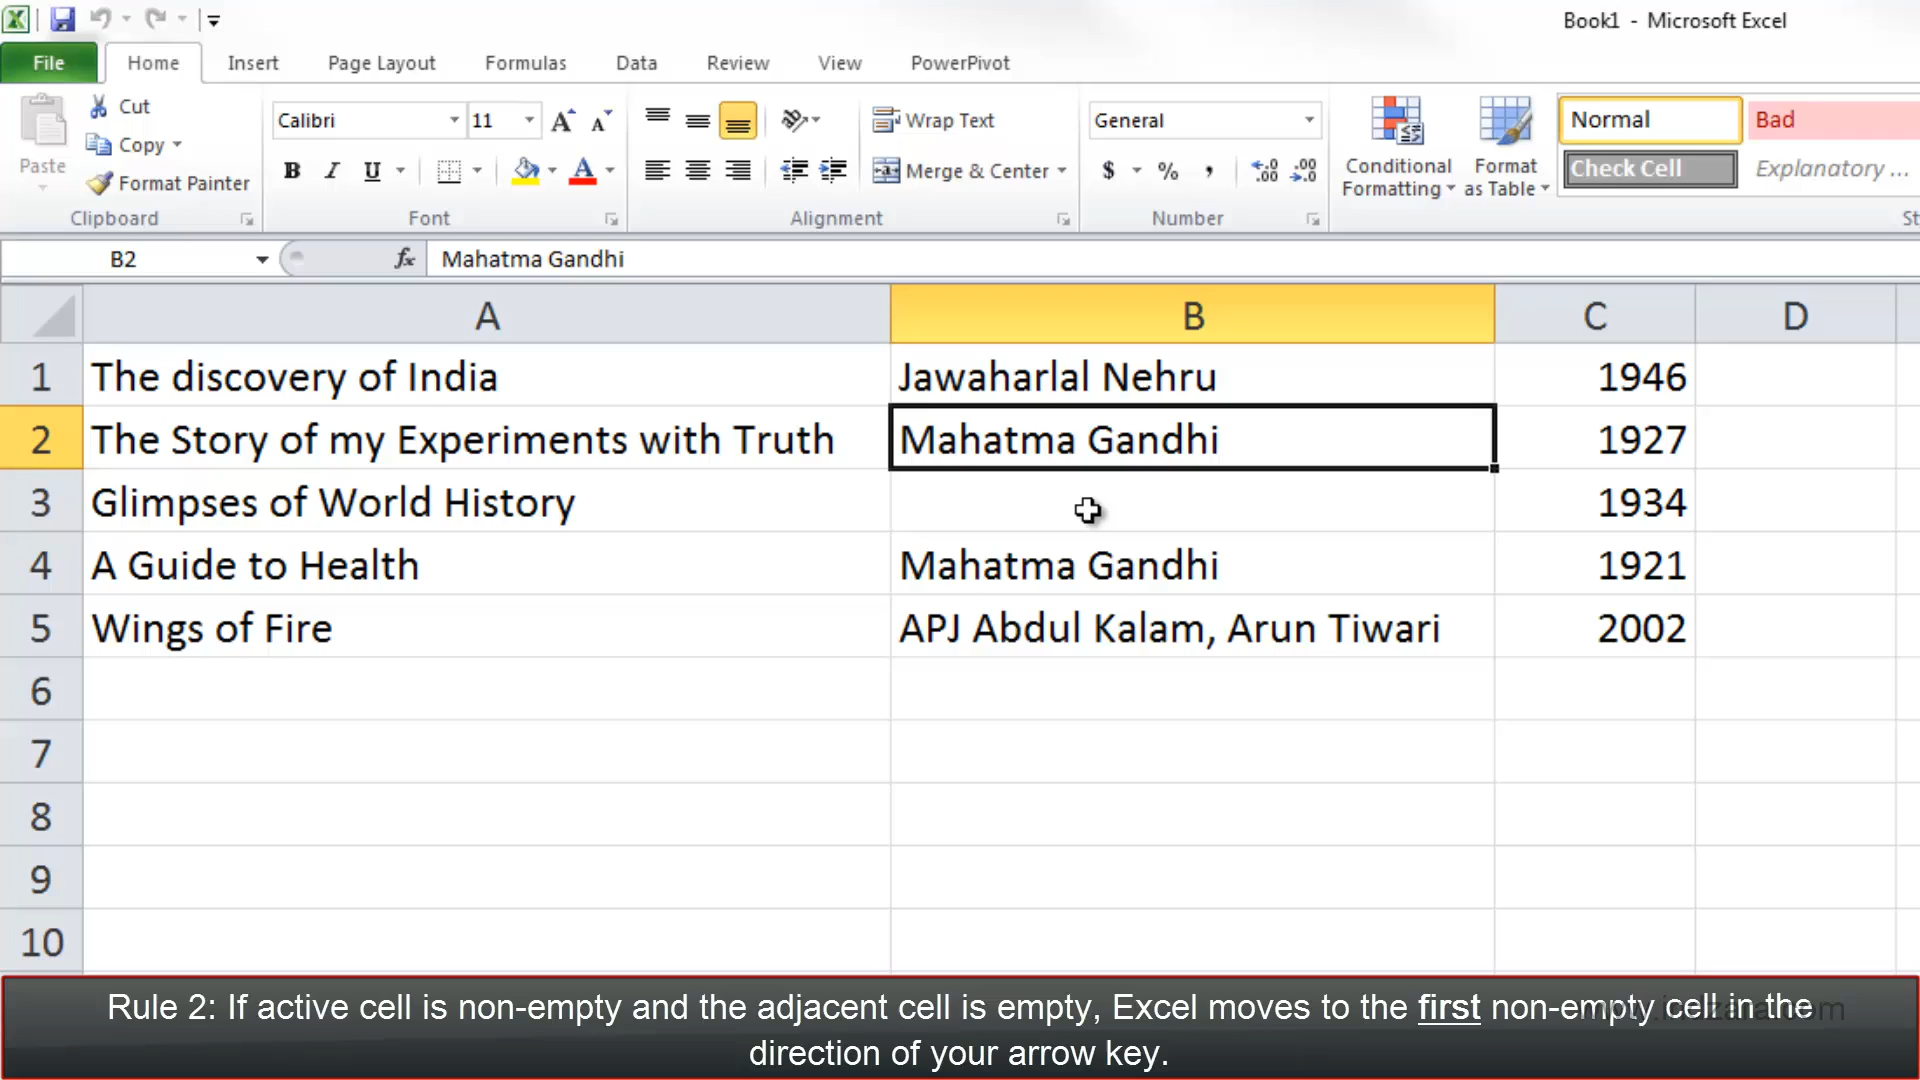 Book1 - Microsoft Excel
File Home Insert Page Layout Formulas Data Review View PowerPivot
Paste
Cut
Copy
Format Painter
Clipboard
Calibri 11
B I U
Font
Wrap Text
Merge & Center
Alignment
General
$ % ,
Number
Conditional Formatting
Format as Table
Normal Bad
Check Cell Explanatory ...
St
B2 fx Mahatma Gandhi
A B C D
1 The discovery of India Jawaharlal Nehru 1946
2 The Story of my Experiments with Truth Mahatma Gandhi 1927
3 Glimpses of World History 1934
4 A Guide to Health Mahatma Gandhi 1921
5 Wings of Fire APJ Abdul Kalam, Arun Tiwari 2002
6
7
8
9
10
Rule 2: If active cell is non-empty and the adjacent cell is empty, Excel moves to the first non-empty cell in the
direction of your arrow key.